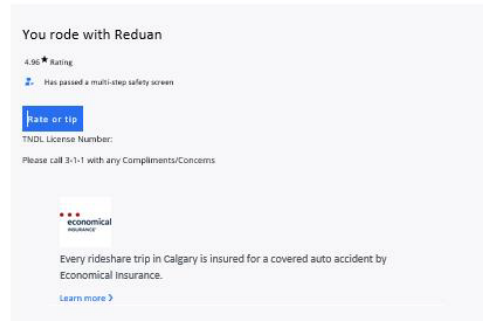 You rode with Reduan
4.96★ Rating
Has passed a multi-step safety screen
Rate or tip
TNDL License Number:
Please call 3-1-1 with any Compliments/Concerns
economical
INSURANCE
Every rideshare trip in Calgary is insured for a covered auto accident by
Economical Insurance.
Learn more >